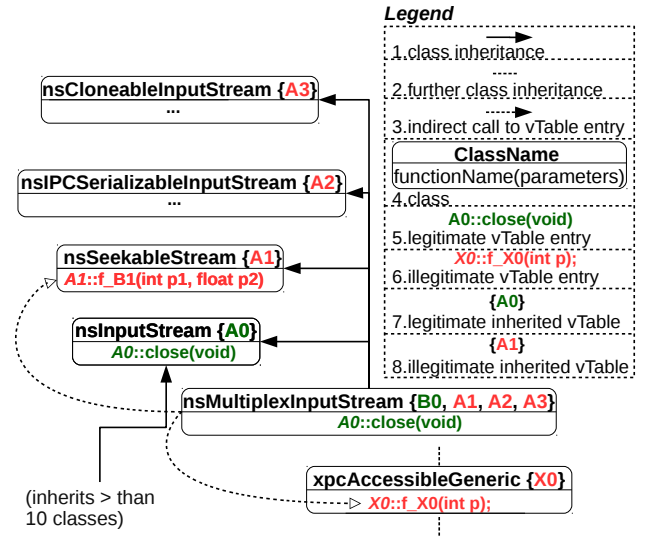 Legend
1.class inheritance
2.further class inheritance
3.indirect call to vTable entry
ClassName
functionName(parameters)
4.class
A0::close(void)
5.legitimate vTable entry
X0::f_X0(int p);
6.illegitimate vTable entry
{A0}
7.legitimate inherited vTable
{A1}
8.illegitimate inherited vTable
nsCloneableInputStream {A3}
...
nsIPCSerializableInputStream {A2}
...
nsSeekableStream {A1}
A1::f_B1(int p1, float p2)
nsInputStream {A0}
A0::close(void)
nsMultiplexInputStream {B0, A1, A2, A3}
A0::close(void)
xpcAccessibleGeneric {X0}
X0::f_X0(int p);
(inherits > than
10 classes)